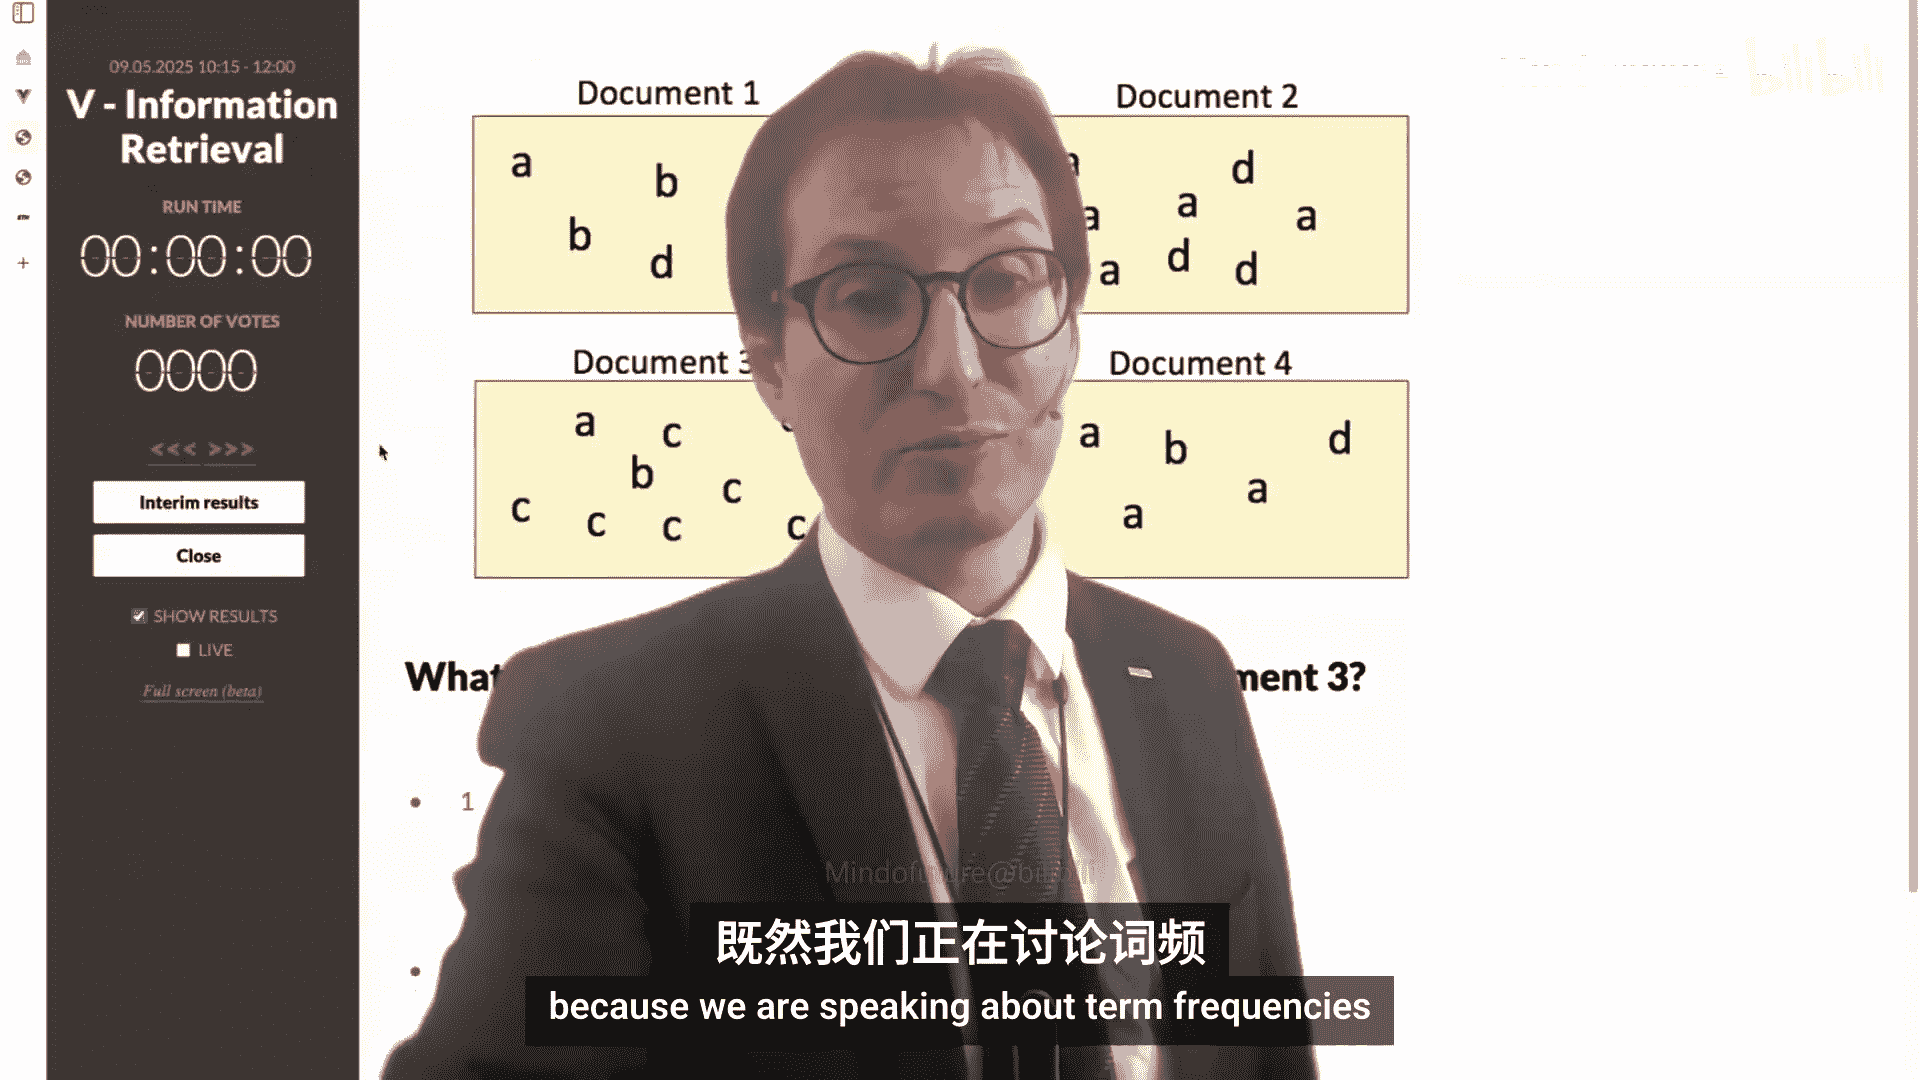 09.05.2025 10:15 - 12:00
V - Information
Retrieval
RUN TIME
00:00:00
NUMBER OF VOTES
0000
<<< >>>
Interim results
Close
SHOW RESULTS
LIVE
Full screen (beta)
Document 1
a
b
b
d
Document 2
d
a
a
a
a
d
d
Document 3
a
c
b
c
c
c
c
c
Document 4
a
b
d
a
a
What
ment 3?
1
bilibili
既然我们正在讨论词频
because we are speaking about term frequencies